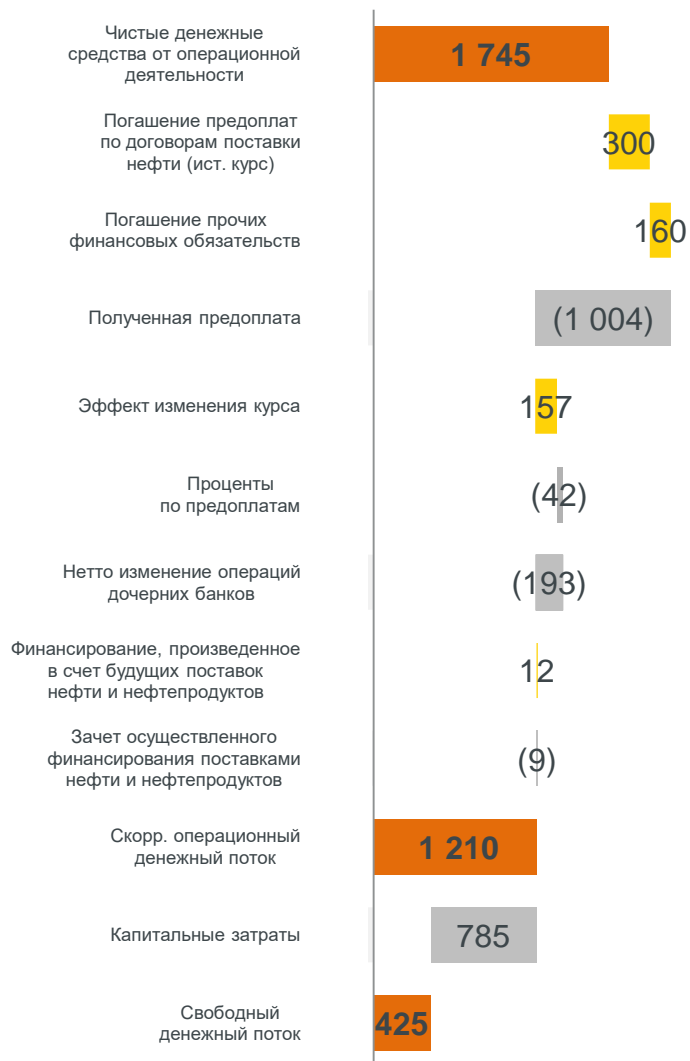 Чистые денежные
средства от операционной
деятельности
1 745
Погашение предоплат
по договорам поставки
нефти (ист. курс)
300
Погашение прочих
финансовых обязательств
160
Полученная предоплата
(1 004)
Эффект изменения курса
157
Проценты
по предоплатам
(42)
Нетто изменение операций
дочерних банков
(193)
Финансирование, произведенное
в счет будущих поставок
нефти и нефтепродуктов
12
Зачет осуществленного
финансирования поставками
нефти и нефтепродуктов
(9)
Скорр. операционный
денежный поток
1 210
Капитальные затраты
785
Свободный
денежный поток
425